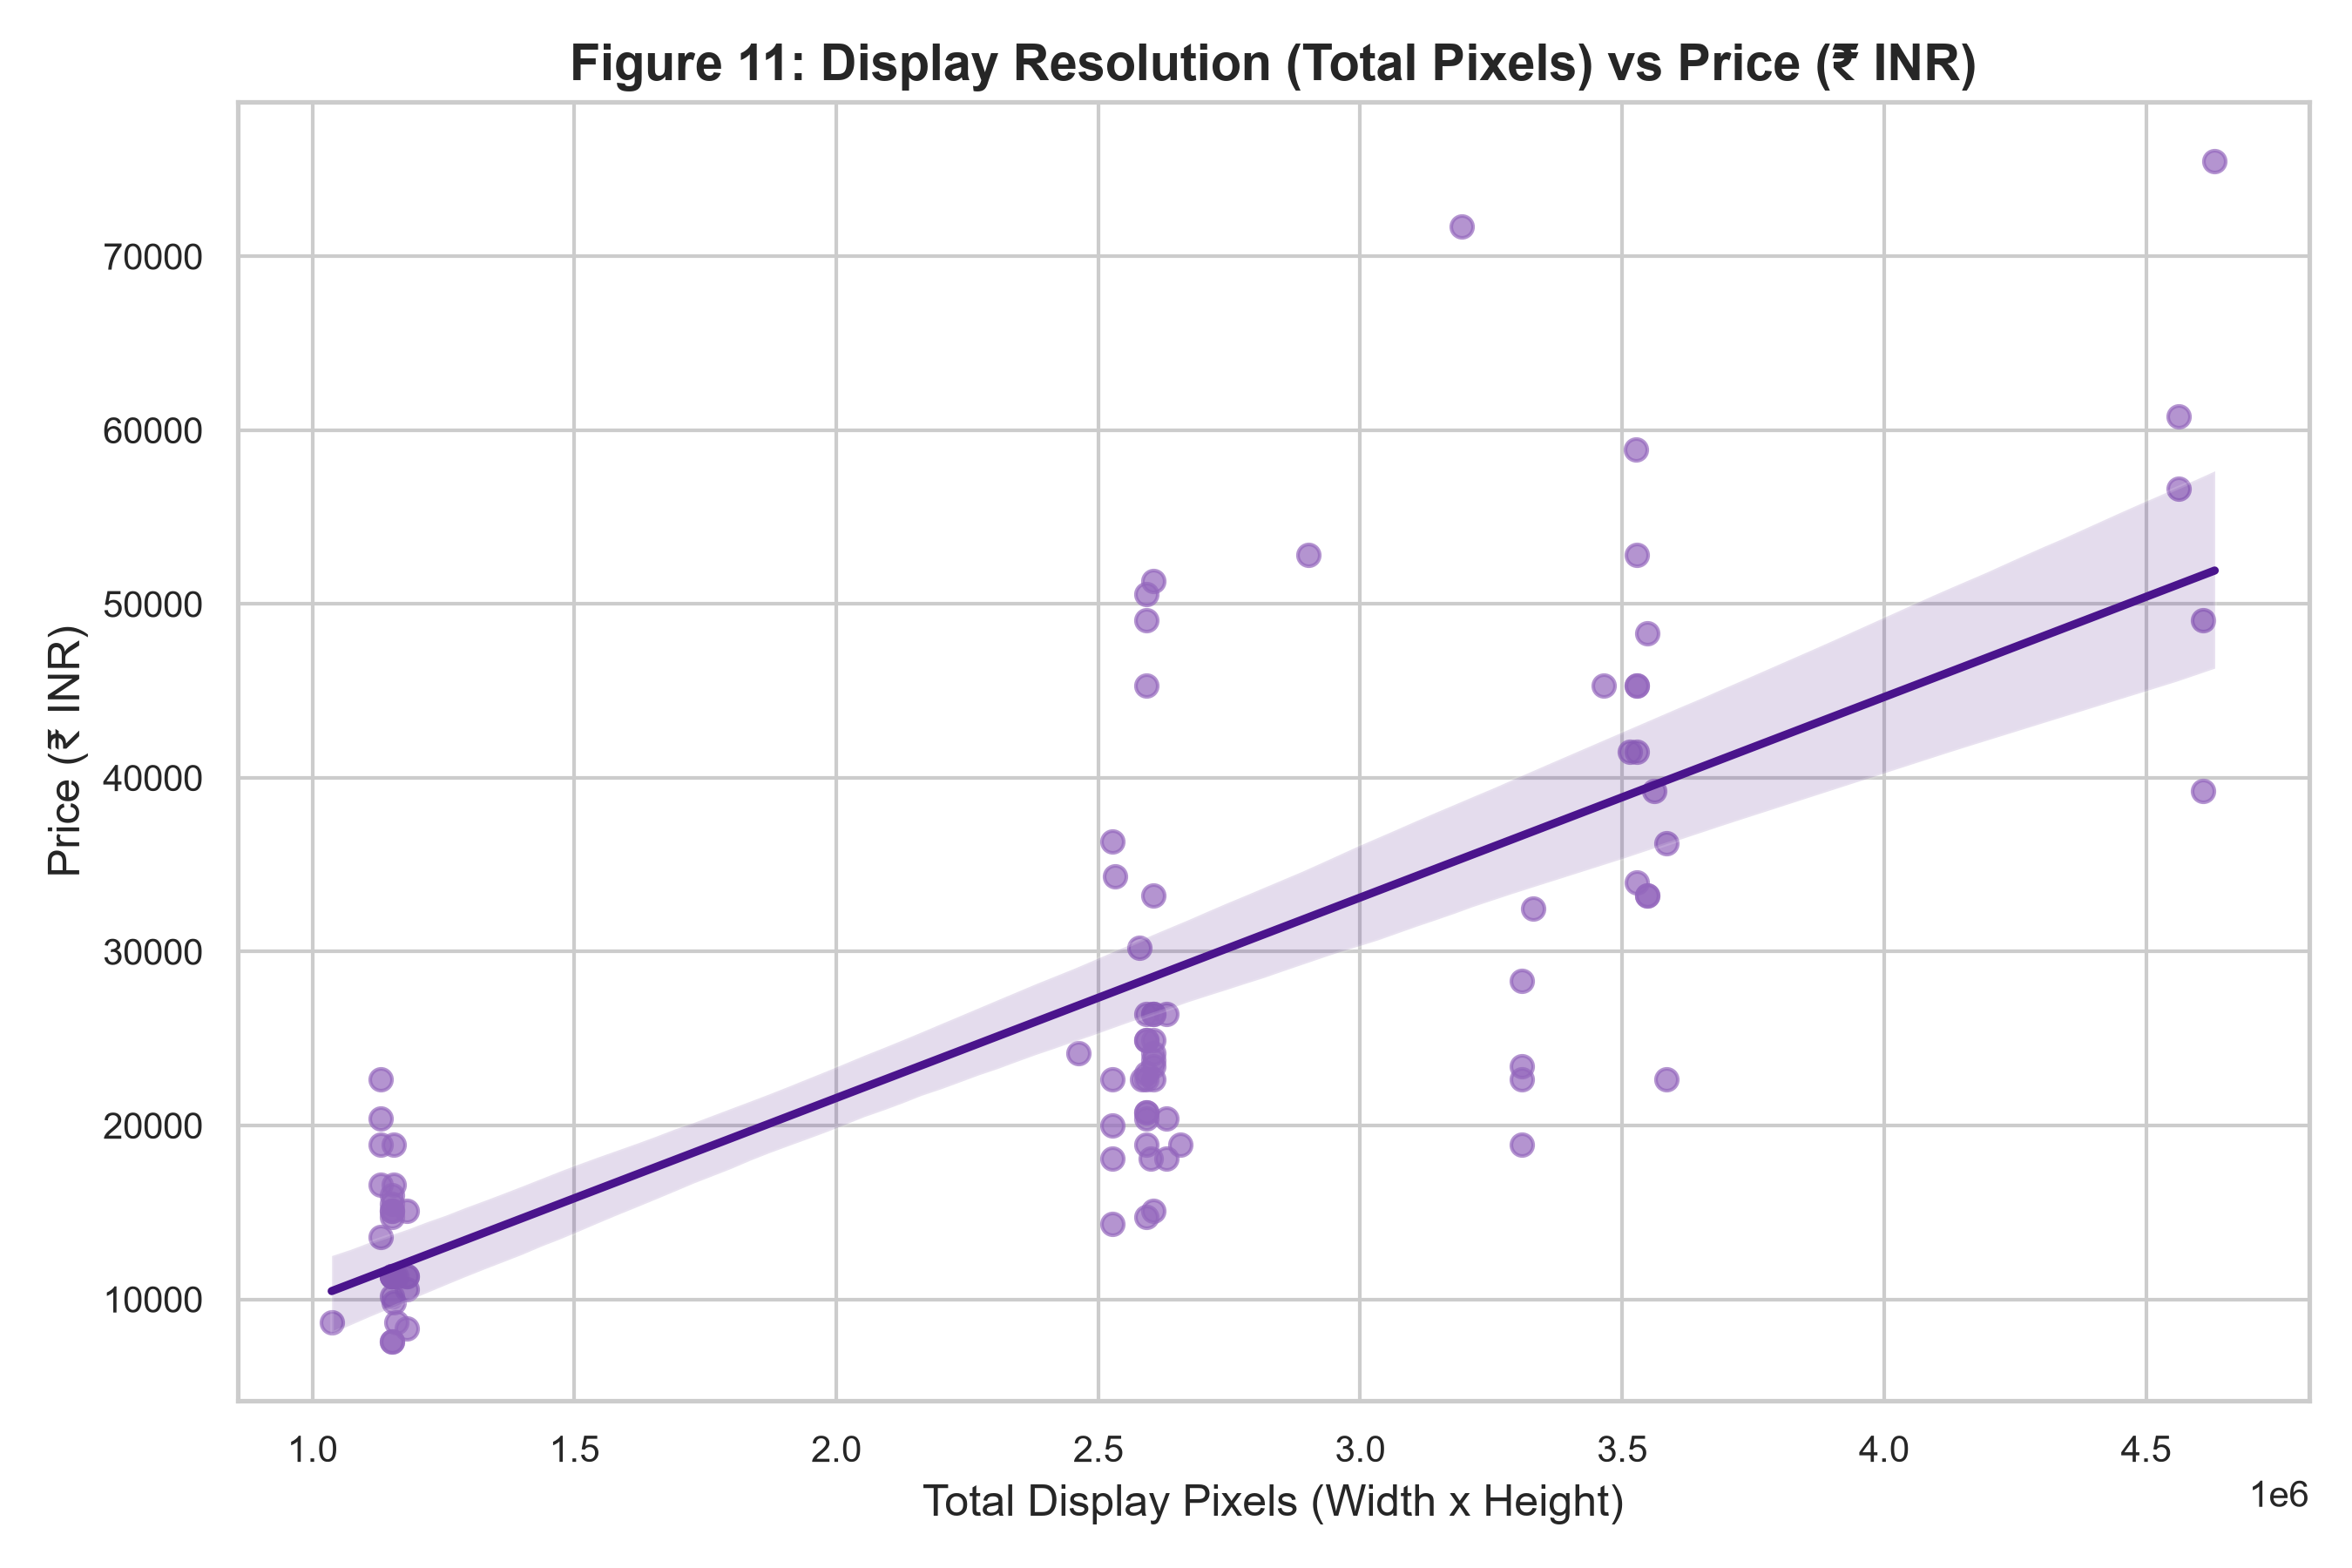 Figure 11: Display Resolution (Total Pixels) vs Price (₹ INR)
Price (₹ INR)
70000
60000
50000
40000
30000
20000
10000
1.0 1.5 2.0 2.5 3.0 3.5 4.0 4.5
1e6
Total Display Pixels (Width x Height)